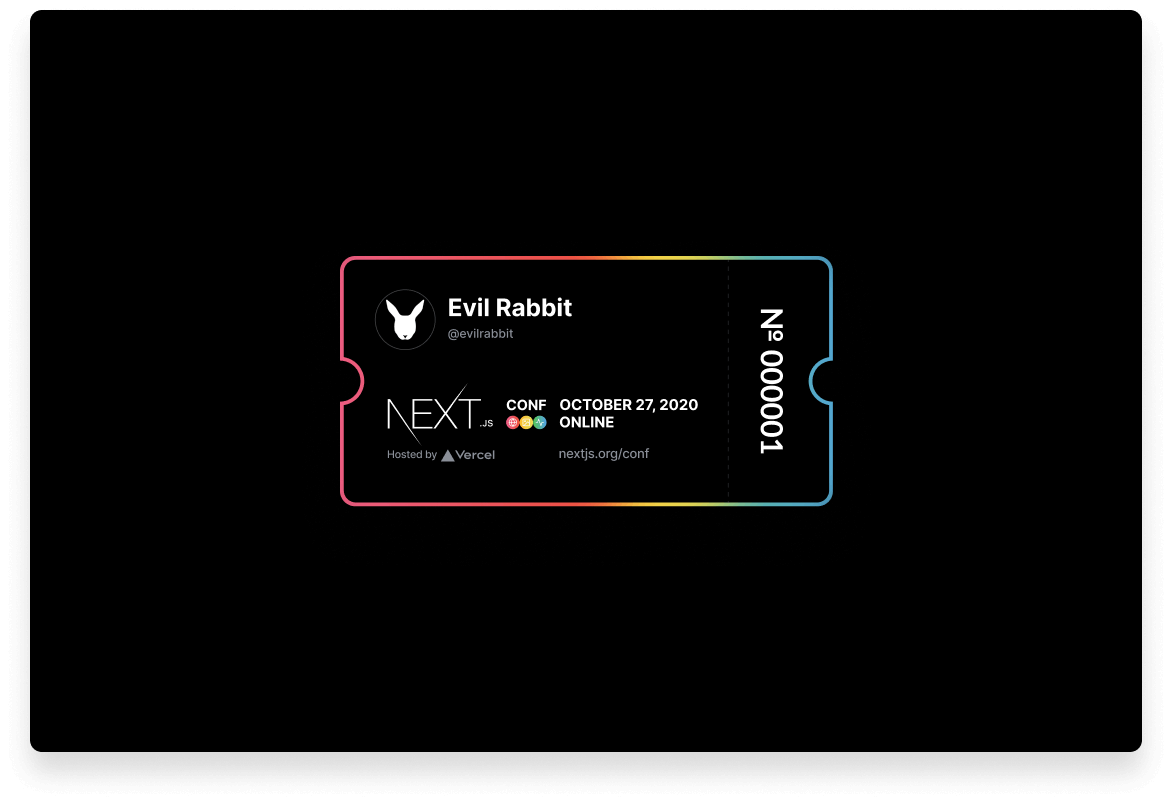 Evil Rabbit
@evilrabbit
NEXT.JS
CONF
OCTOBER 27, 2020
ONLINE
Hosted by Vercel
nextjs.org/conf
Nº 000001